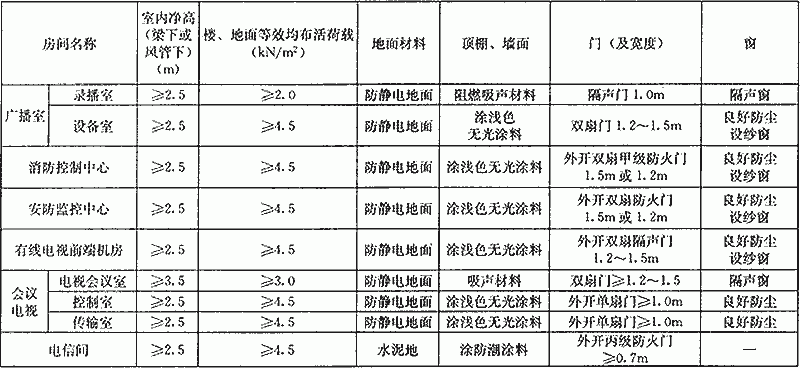 房间名称 室内净高(梁下或风管下)(m) 楼、地面等效均布活荷载(kN/m²) 地面材料 顶棚、墙面 门（及宽度） 窗
广播室 录播室 ≥2.5 ≥2.0 防静电地面 阻燃吸声材料 隔声门 1.0m 隔声窗
设备室 ≥2.5 ≥4.5 防静电地面 涂浅色无光涂料 双扇门 1.2～1.5m 良好防尘设纱窗
消防控制中心 ≥2.5 ≥4.5 防静电地面 涂浅色无光涂料 外开双扇甲级防火门 1.5m 或 1.2m 良好防尘设纱窗
安防监控中心 ≥2.5 ≥4.5 防静电地面 涂浅色无光涂料 外开双扇防火门 1.5m 或 1.2m 良好防尘设纱窗
有线电视前端机房 ≥2.5 ≥4.5 防静电地面 涂浅色无光涂料 外开双扇隔声门 1.2～1.5m 良好防尘设纱窗
会议电视 电视会议室 ≥3.5 ≥3.0 防静电地面 吸声材料 双扇门≥1.2～1.5 隔声窗
控制室 ≥2.5 ≥4.5 防静电地面 涂浅色无光涂料 外开单扇门≥1.0m 良好防尘
传输室 ≥2.5 ≥4.5 防静电地面 涂浅色无光涂料 外开单扇门≥1.0m 良好防尘
电信间 ≥2.5 ≥4.5 水泥地 涂防潮涂料 外开丙级防火门 ≥0.7m —